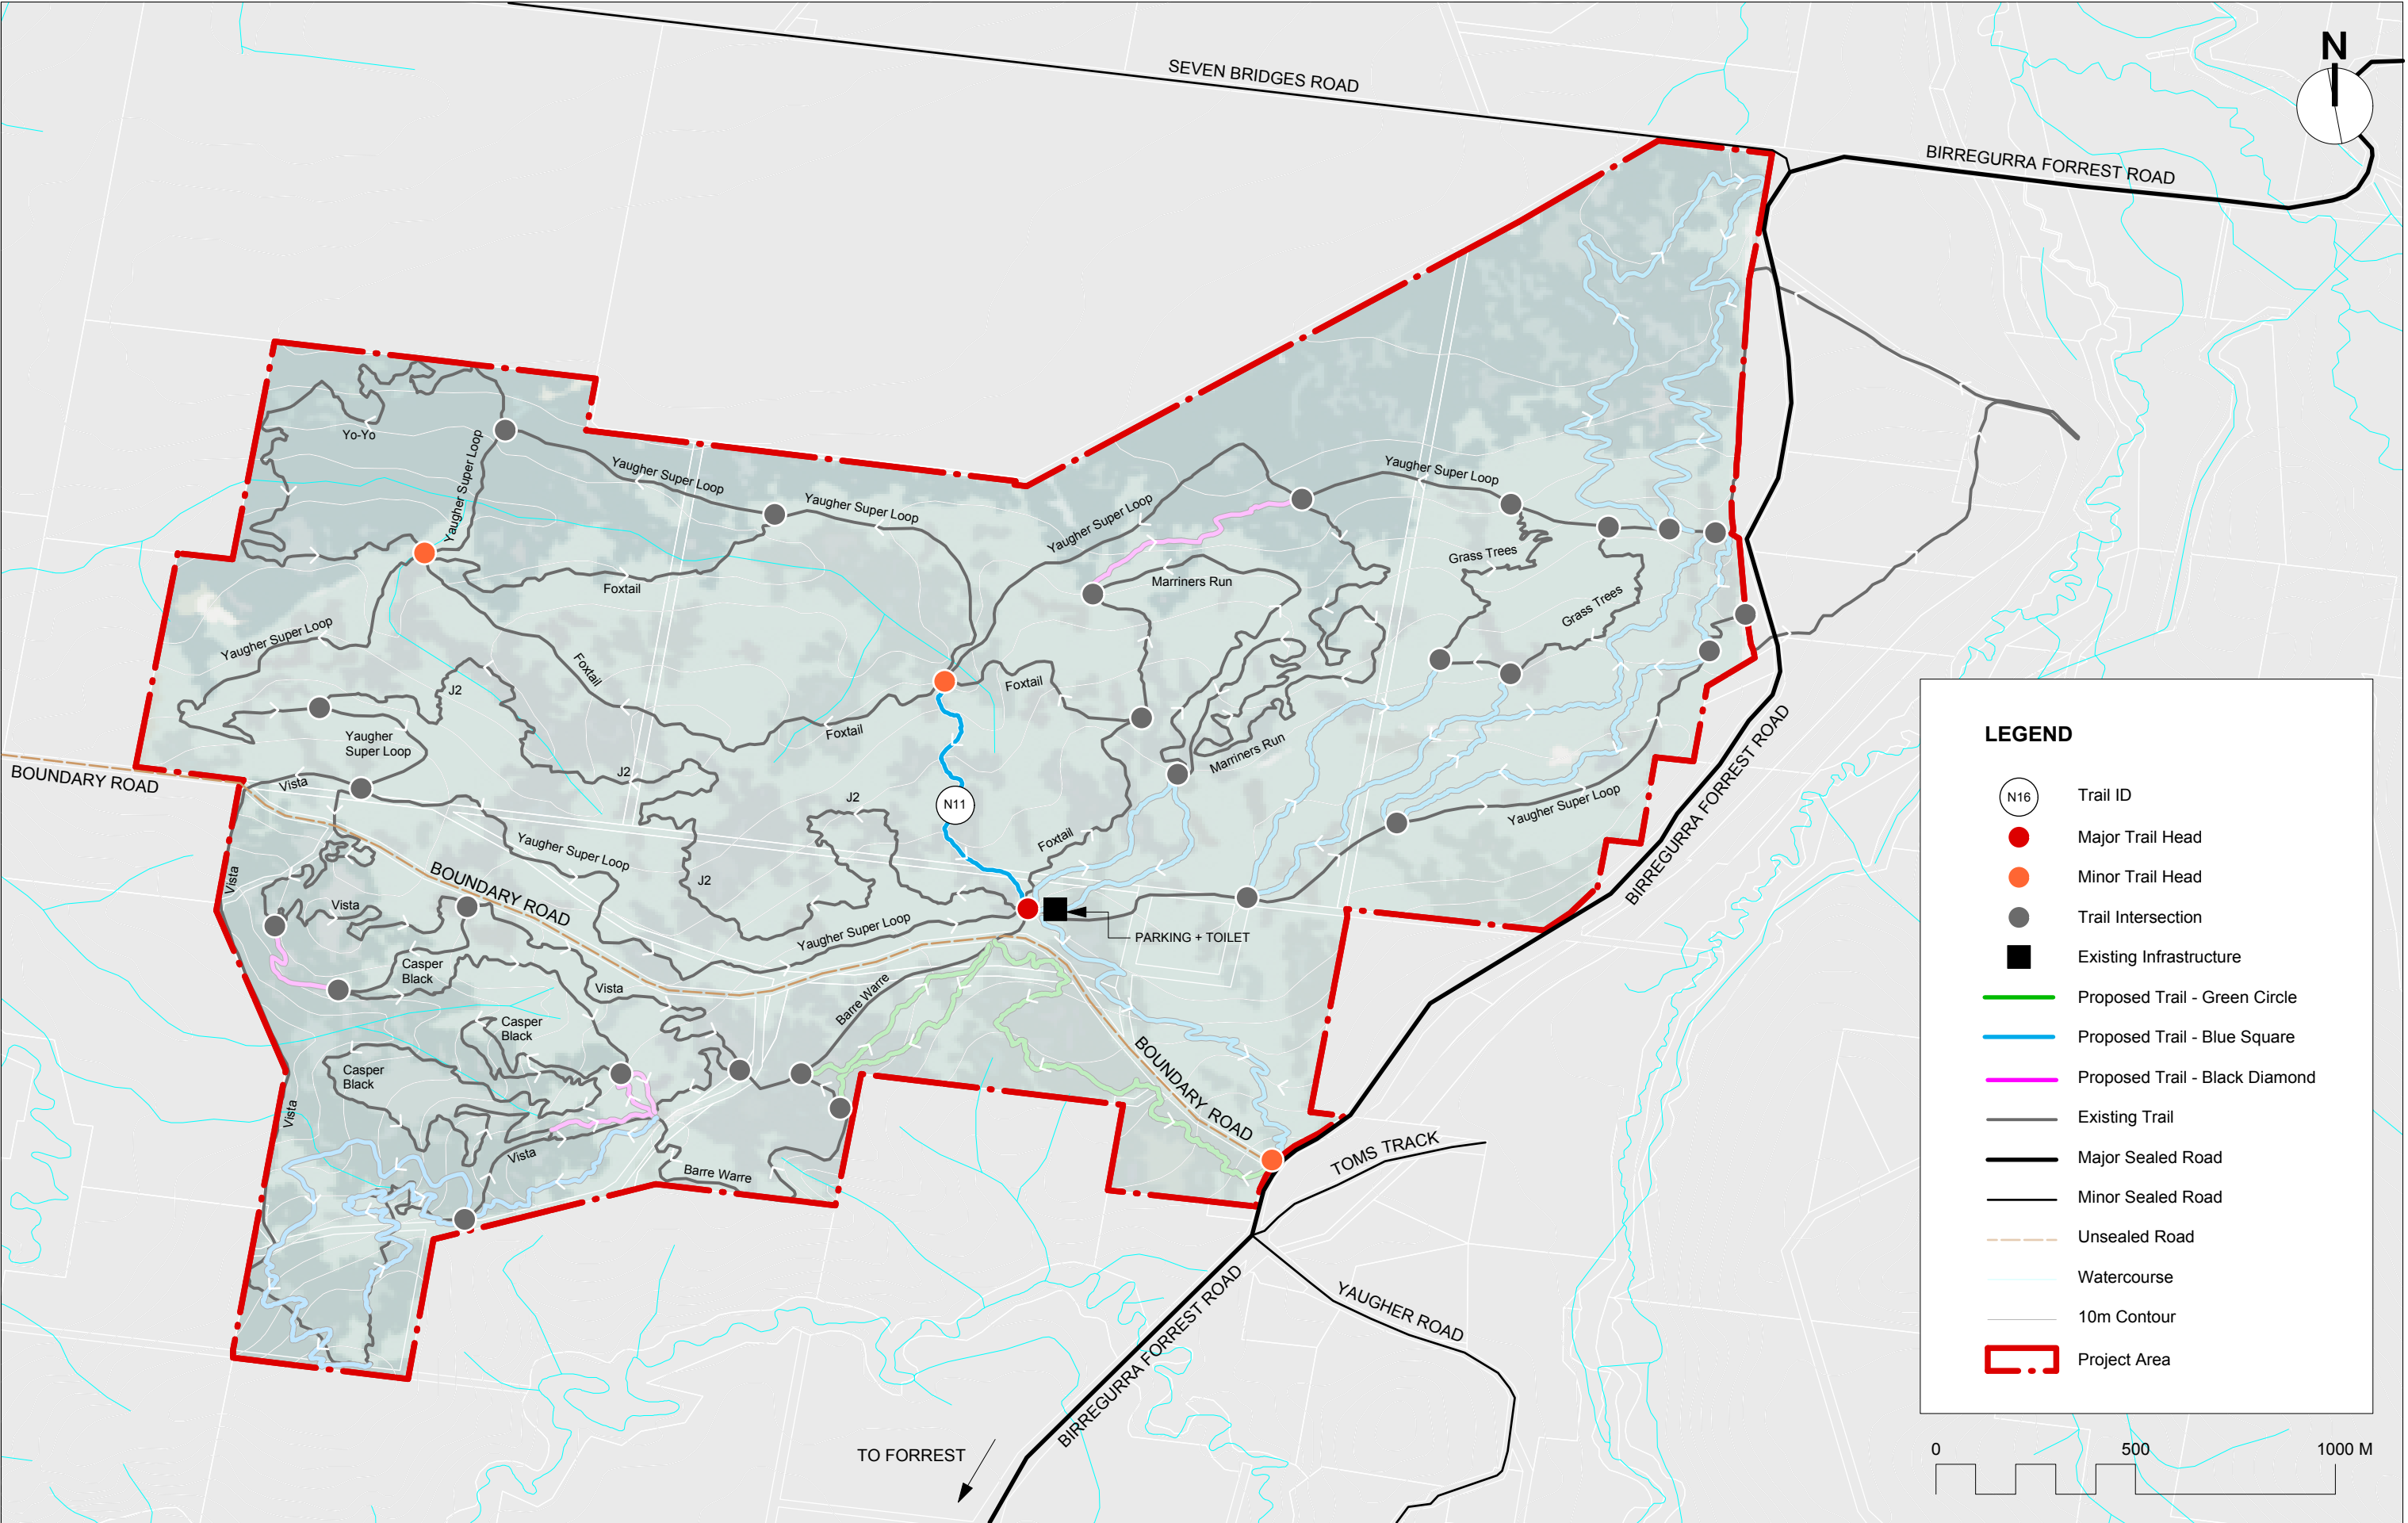 SEVEN BRIDGES ROAD
N
BIRREGURRA FORREST ROAD
Yo-Yo
Yaugher Super Loop
Yaugher Super Loop
Yaugher Super Loop
Yaugher Super Loop
Yaugher Super Loop
Grass Trees
Marriners Run
Foxtail
Grass Trees
Yaugher Super Loop
Foxtail
J2
Foxtail
Foxtail
Yaugher
Super Loop
Marriners Run
J2
BOUNDARY ROAD
Vista
J2
N11
Yaugher Super Loop
BIRREGURRA FORREST ROAD
Foxtail
Yaugher Super Loop
Vista
J2
BOUNDARY ROAD
Vista
Yaugher Super Loop
PARKING + TOILET
Casper
Black
Vista
Barre Warre
Casper
Black
Casper
Black
Vista
BOUNDARY ROAD
Vista
Barre Warre
TOMS TRACK
YAUGHER ROAD
BIRREGURRA FORREST ROAD
TO FORREST
LEGEND
N16 Trail ID
Major Trail Head
Minor Trail Head
Trail Intersection
Existing Infrastructure
Proposed Trail - Green Circle
Proposed Trail - Blue Square
Proposed Trail - Black Diamond
Existing Trail
Major Sealed Road
Minor Sealed Road
Unsealed Road
Watercourse
10m Contour
Project Area
0 500 1000 M